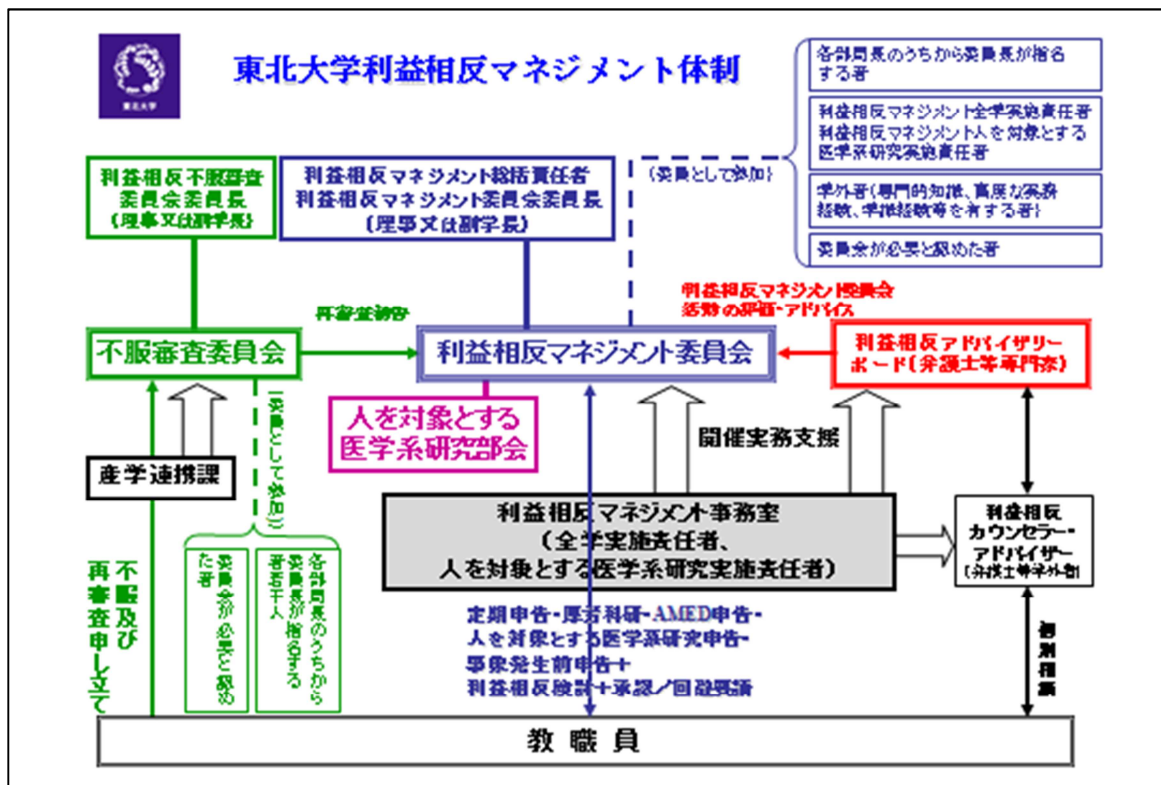 東北大学利益相反マネジメント体制
東北大学
各部局長のうちから委員長が指名
する者
利益相反マネジメント全学実施責任者
利益相反マネジメント人を対象とする
医学系研究実施責任者
学外者(専門的知識、高度な実務
経験、学識経験等を有する者)
委員会が必要と認めた者
(委員として参加)
利益相反不服審査
委員会委員長
(理事又は副学長)
利益相反マネジメント総括責任者
利益相反マネジメント委員会委員長
(理事又は副学長)
利益相反マネジメント委員会
活動の評価・アドバイス
再審査勧告
不服審査委員会
利益相反マネジメント委員会
利益相反アドバイザリー
ボード(弁護士等専門家)
(委員として参加)
人を対象とする
医学系研究部会
開催実務支援
産学連携課
利益相反マネジメント事務室
(全学実施責任者、
人を対象とする医学系研究実施責任者)
利益相反
カウンセラー・
アドバイザー
(弁護士等学外者)
不服及び
再審査申し立て
各部局長のうちから
委員長が指名する
者若干人
委員会が必要と認め
た者
定期申告・厚労科研・AMED申告・
人を対象とする医学系研究申告・
事象発生前申告+
利益相反検討+承認/回避要請
個別相談
教職員